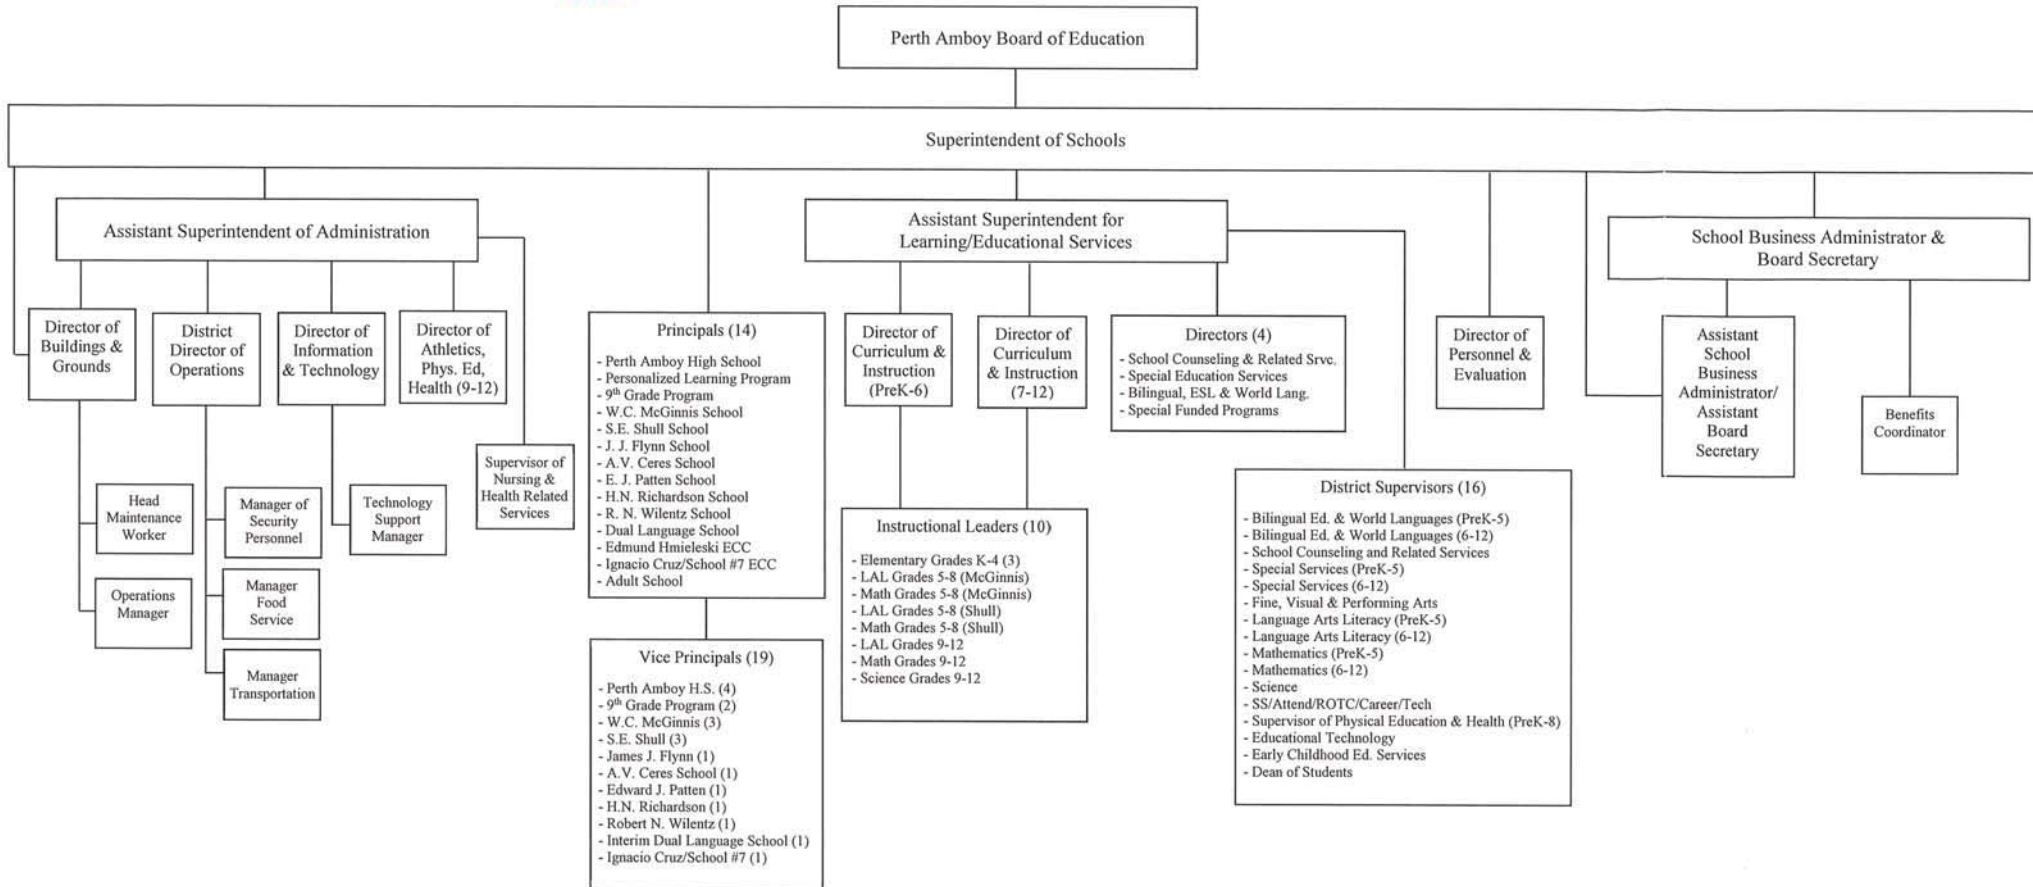 Perth Amboy Board of Education
Superintendent of Schools
Assistant Superintendent of Administration
Assistant Superintendent for
Learning/Educational Services
School Business Administrator &
Board Secretary
Director of
Buildings &
Grounds
District
Director of
Operations
Director of
Information
& Technology
Director of
Athletics,
Phys. Ed,
Health (9-12)
Supervisor of
Nursing &
Health Related
Services
Head
Maintenance
Worker
Operations
Manager
Manager of
Security
Personnel
Manager
Food
Service
Manager
Transportation
Technology
Support
Manager
Principals (14)
- Perth Amboy High School
- Personalized Learning Program
- 9th Grade Program
- W.C. McGinnis School
- S.E. Shull School
- J. J. Flynn School
- A.V. Ceres School
- E. J. Patten School
- H.N. Richardson School
- R. N. Wilentz School
- Dual Language School
- Edmund Hmieleski ECC
- Ignacio Cruz/School #7 ECC
- Adult School
Vice Principals (19)
- Perth Amboy H.S. (4)
- 9th Grade Program (2)
- W.C. McGinnis (3)
- S.E. Shull (3)
- James J. Flynn (1)
- A.V. Ceres School (1)
- Edward J. Patten (1)
- H.N. Richardson (1)
- Robert N. Wilentz (1)
- Interim Dual Language School (1)
- Ignacio Cruz/School #7 (1)
Director of
Curriculum &
Instruction
(PreK-6)
Director of
Curriculum
& Instruction
(7-12)
Instructional Leaders (10)
- Elementary Grades K-4 (3)
- LAL Grades 5-8 (McGinnis)
- Math Grades 5-8 (McGinnis)
- LAL Grades 5-8 (Shull)
- Math Grades 5-8 (Shull)
- LAL Grades 9-12
- Math Grades 9-12
- Science Grades 9-12
Directors (4)
- School Counseling & Related Srvc.
- Special Education Services
- Bilingual, ESL & World Lang.
- Special Funded Programs
District Supervisors (16)
- Bilingual Ed. & World Languages (PreK-5)
- Bilingual Ed. & World Languages (6-12)
- School Counseling and Related Services
- Special Services (PreK-5)
- Special Services (6-12)
- Fine, Visual & Performing Arts
- Language Arts Literacy (PreK-5)
- Language Arts Literacy (6-12)
- Mathematics (PreK-5)
- Mathematics (6-12)
- Science
- SS/Attend/ROTC/Career/Tech
- Supervisor of Physical Education & Health (PreK-8)
- Educational Technology
- Early Childhood Ed. Services
- Dean of Students
Director of
Personnel &
Evaluation
Assistant
School
Business
Administrator/
Assistant
Board
Secretary
Benefits
Coordinator